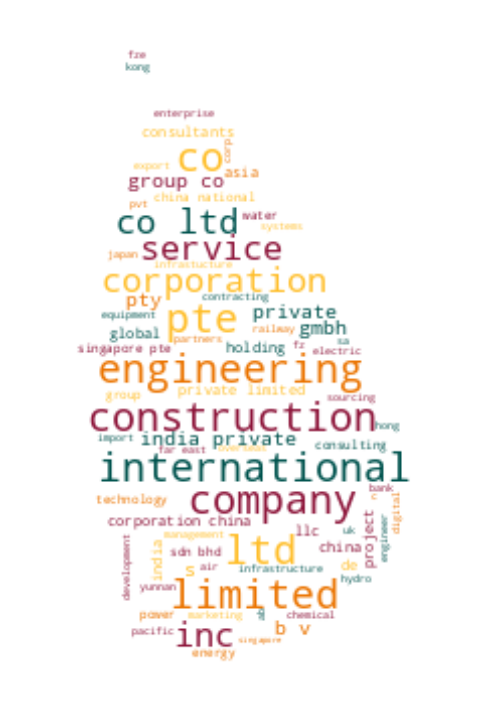 fze
kong
enterprise
consultants
corp
co
export
asia
group co
china national
pvt
co ltd
water
systems
service
japan
infrastucture
corporation
contracting
pty
equipment
pte
private
global
railway
gmbh
partners
singapore pte
holding
fz
sa
electric
engineering
group
private limited
sourcing
construction
hong
import
india private
overseas
consulting
far east
international
company
bank
c
technology
digital
corporation china
project
engineer
llc
uk
management
development
india
sdn bhd
ltd
china
s
air
infrastructure
de
hydro
yunnan
limited
power
marketing
ab
chemical
pacific
inc
b v
singapore
energy